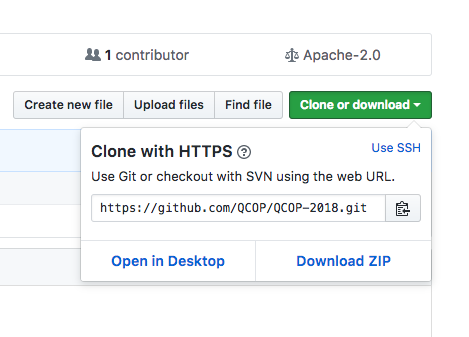 1 contributor
Apache-2.0
Create new file
Upload files
Find file
Clone or download
Clone with HTTPS
Use SSH
Use Git or checkout with SVN using the web URL.
https://github.com/QCOP/QCOP-2018.git
Open in Desktop
Download ZIP